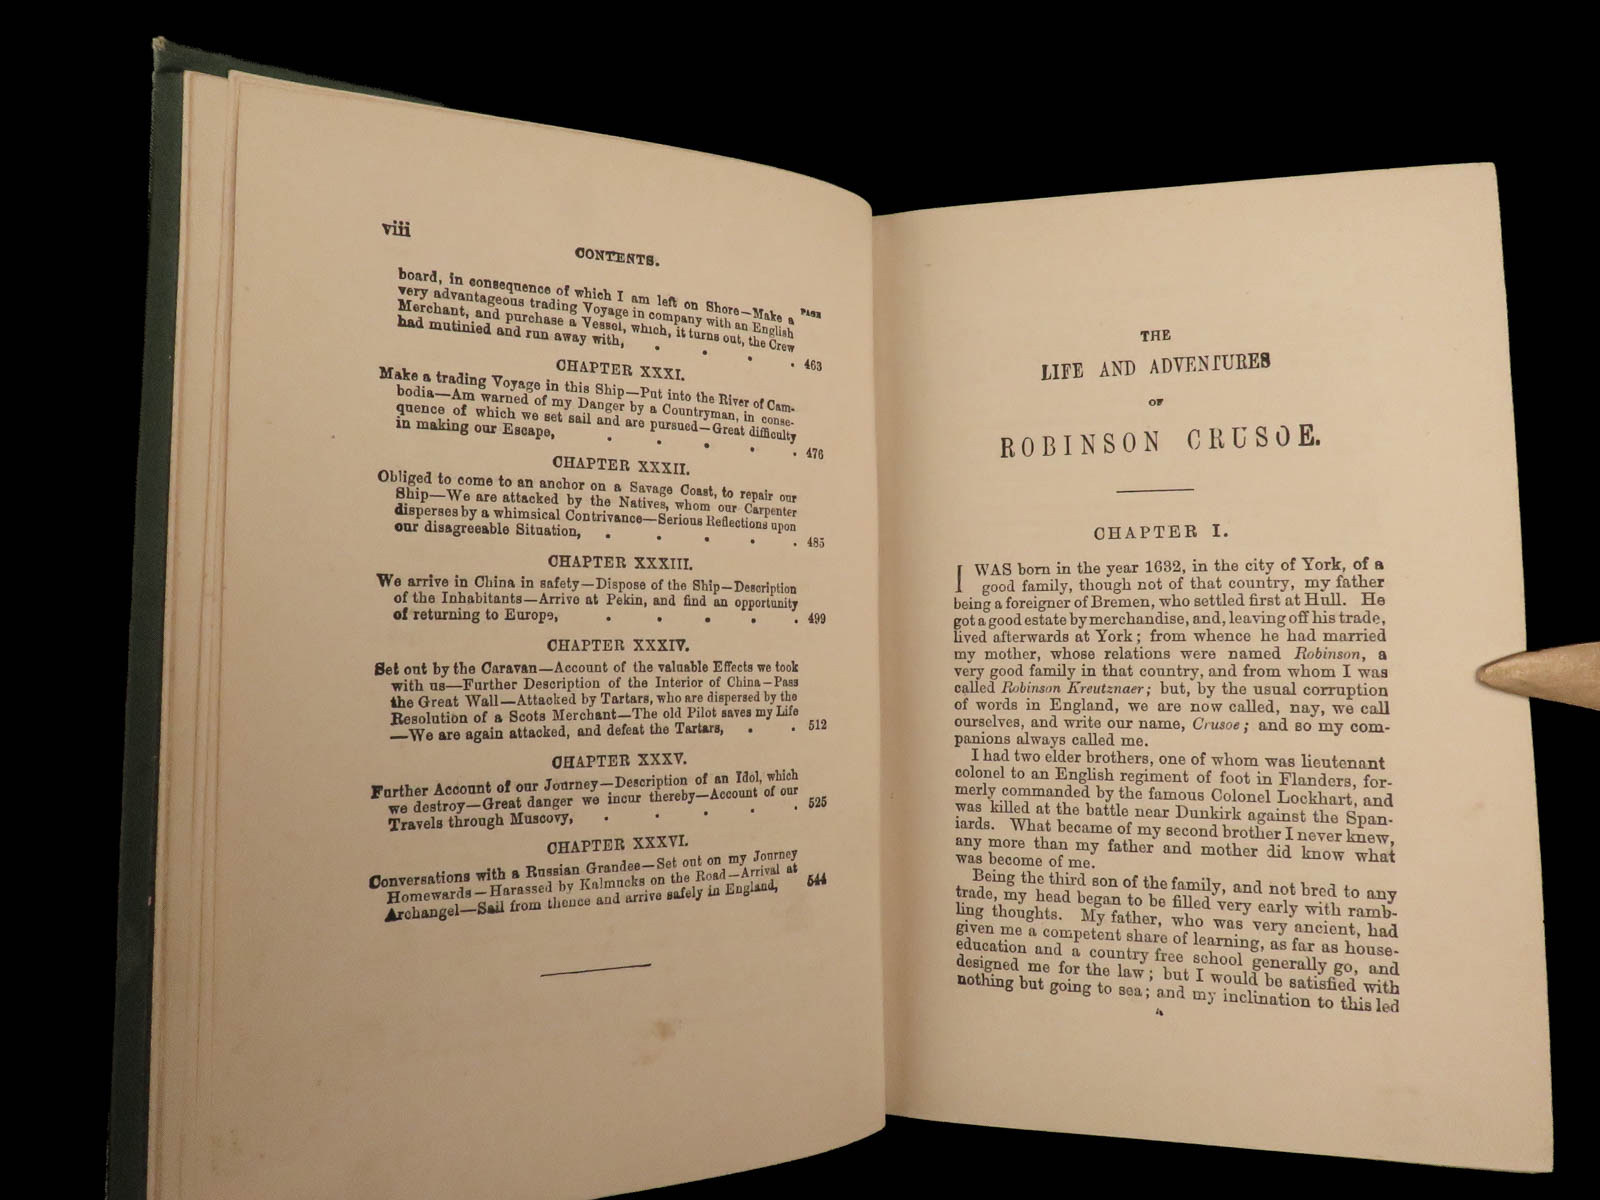 viii
CONTENTS.
PAGE
board, in consequence of which I am left on Shore—Make a
very advantageous trading Voyage in company with an English
Merchant, and purchase a Vessel, which, it turns out, the Crew
had mutinied and run away with, . . . . 463
CHAPTER XXXI.
Make a trading Voyage in this Ship—Put into the River of Cam-
bodia—Am warned of my Danger by a Countryman, in conse-
quence of which we set sail and are pursued—Great difficulty
in making our Escape, . . . . . 476
CHAPTER XXXII.
Obliged to come to an anchor on a Savage Coast, to repair our
Ship—We are attacked by the Natives, whom our Carpenter
disperses by a whimsical Contrivance—Serious Reflections upon
our disagreeable Situation, . . . . . 485
CHAPTER XXXIII.
We arrive in China in safety—Dispose of the Ship—Description
of the Inhabitants—Arrive at Pekin, and find an opportunity
of returning to Europe, . . . . . 499
CHAPTER XXXIV.
Set out by the Caravan—Account of the valuable Effects we took
with us—Further Description of the Interior of China—Pass
the Great Wall—Attacked by Tartars, who are dispersed by the
Resolution of a Scots Merchant—The old Pilot saves my Life
—We are again attacked, and defeat the Tartars, . . 512
CHAPTER XXXV.
Further Account of our Journey—Description of an Idol, which
we destroy—Great danger we incur thereby—Account of our
Travels through Muscovy, . . . . . 525
CHAPTER XXXVI.
Conversations with a Russian Grandee—Set out on my Journey
Homewards—Harassed by Kalmucks on the Road—Arrival at
Archangel—Sail from thence and arrive safely in England, 544
THE
LIFE AND ADVENTURES
OF
ROBINSON CRUSOE.
CHAPTER I.
I WAS born in the year 1632, in the city of York, of a
good family, though not of that country, my father
being a foreigner of Bremen, who settled first at Hull. He
got a good estate by merchandise, and, leaving off his trade,
lived afterwards at York; from whence he had married
my mother, whose relations were named Robinson, a
very good family in that country, and from whom I was
called Robinson Kreutznaer; but, by the usual corruption
of words in England, we are now called, nay, we call
ourselves, and write our name, Crusoe; and so my com-
panions always called me.
I had two elder brothers, one of whom was lieutenant
colonel to an English regiment of foot in Flanders, for-
merly commanded by the famous Colonel Lockhart, and
was killed at the battle near Dunkirk against the Span-
iards. What became of my second brother I never knew,
any more than my father and mother did know what
was become of me.
Being the third son of the family, and not bred to any
trade, my head began to be filled very early with ramb-
ling thoughts. My father, who was very ancient, had
given me a competent share of learning, as far as house-
education and a country free school generally go, and
designed me for the law; but I would be satisfied with
nothing but going to sea; and my inclination to this led